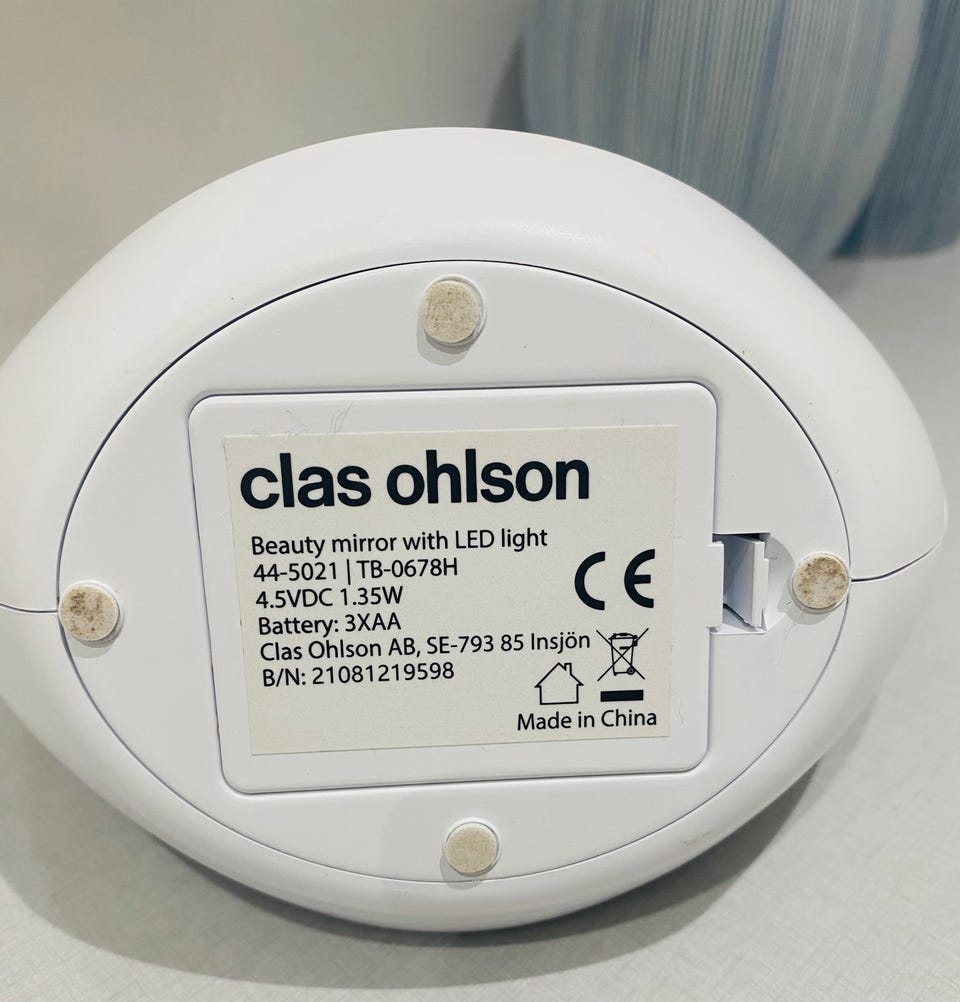 clas ohlson
Beauty mirror with LED light
44-5021 | TB-0678H
4.5VDC 1.35W
Battery: 3XAA
Clas Ohlson AB, SE-793 85 Insjön
B/N: 21081219598
CE
Made in China